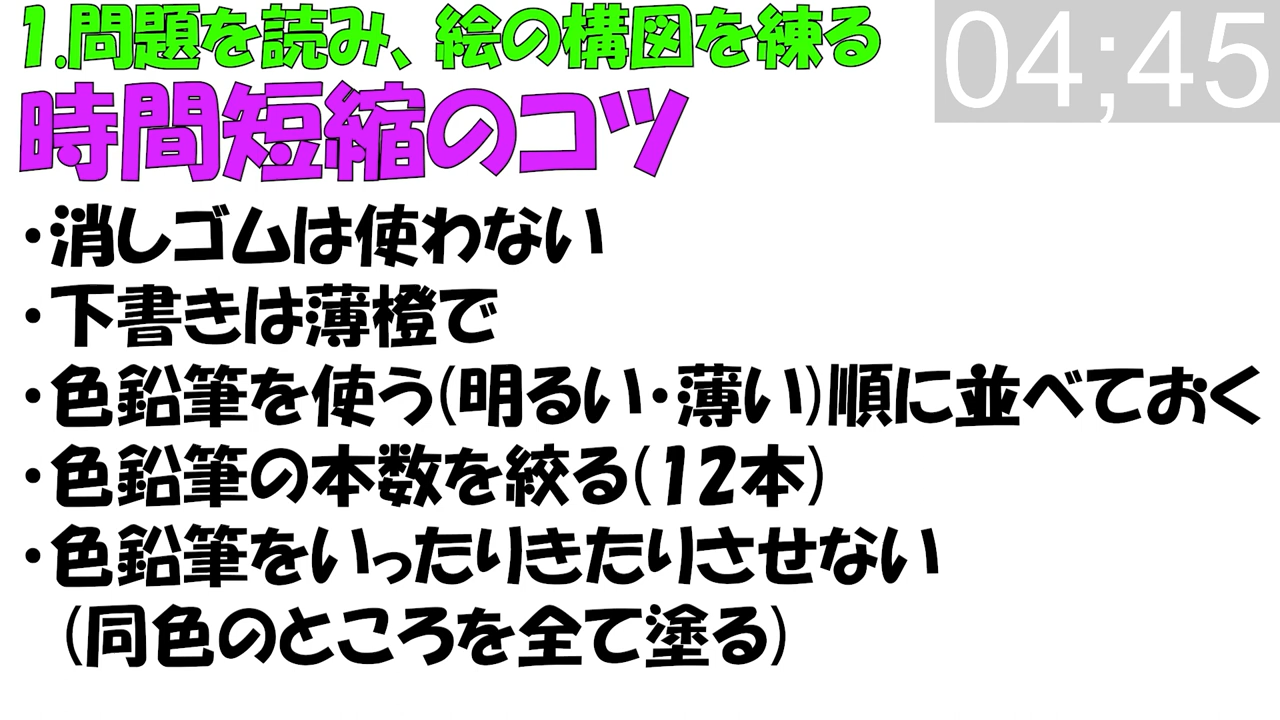 1.問題を読み、絵の構図を練る
04;45
時間短縮のコツ
・消しゴムは使わない
・下書きは薄橙で
・色鉛筆を使う(明るい・薄い)順に並べておく
・色鉛筆の本数を絞る(12本)
・色鉛筆をいったりきたりさせない
(同色のところを全て塗る)